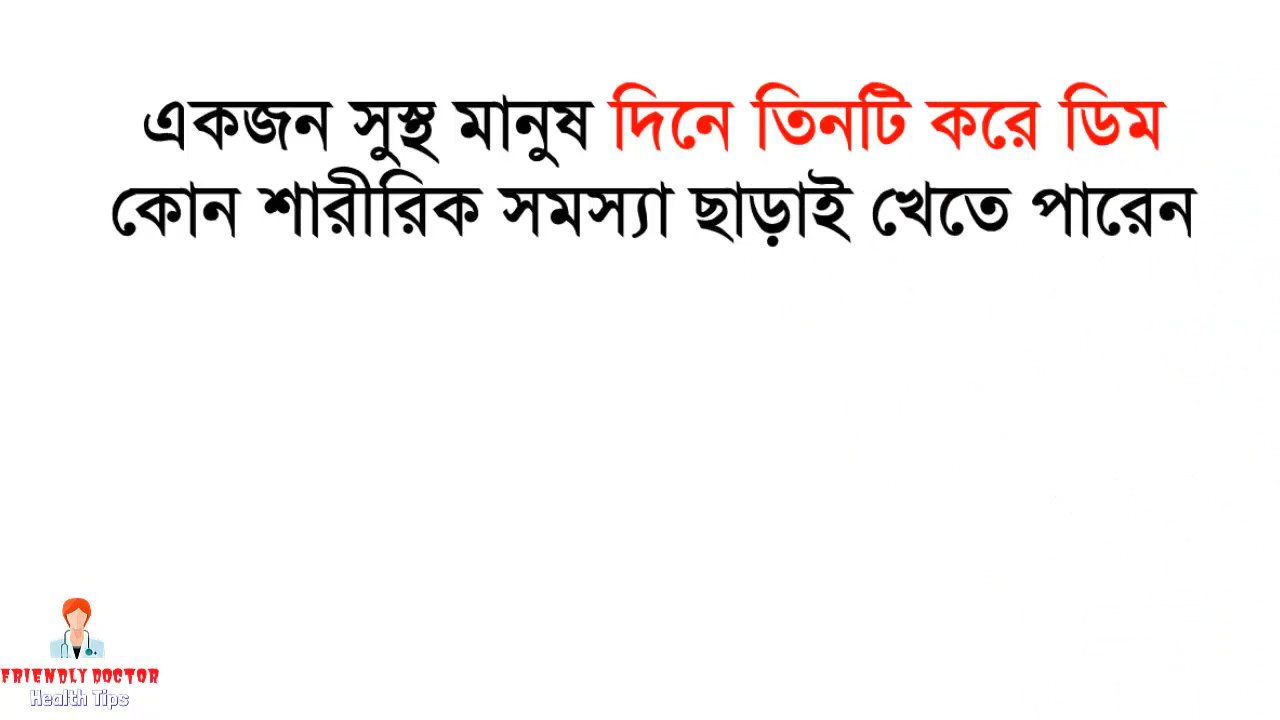 একজন সুস্থ মানুষ দিনে তিনটি করে ডিম
কোন শারীরিক সমস্যা ছাড়াই খেতে পারেন
FRIENDLY DOCTOR
Health Tips